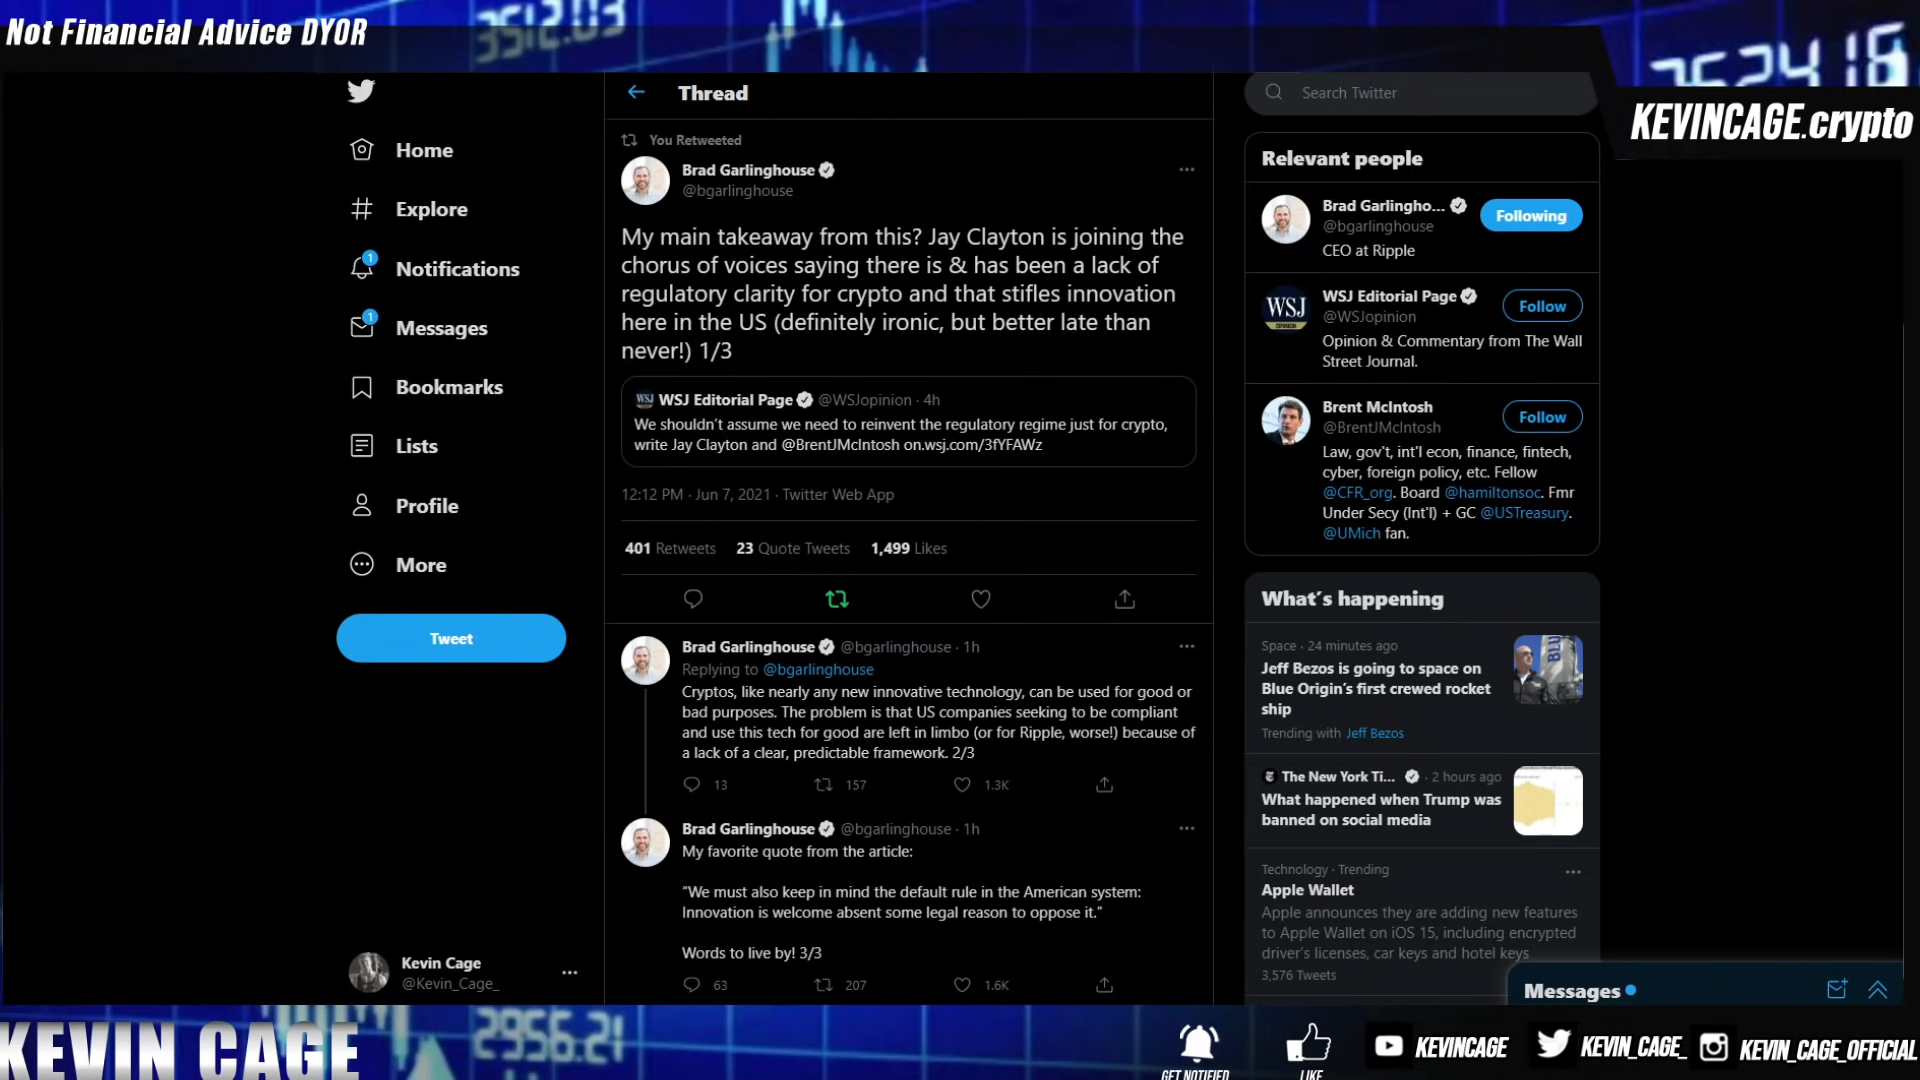 Not Financial Advice DYOR
3512.03
KEVINCAGE.crypto
Home
Explore
1
Notifications
1
Messages
Bookmarks
Lists
Profile
More
Tweet
Kevin Cage
@Kevin_Cage_
Thread
You Retweeted
Brad Garlinghouse
@bgarlinghouse
My main takeaway from this? Jay Clayton is joining the
chorus of voices saying there is & has been a lack of
regulatory clarity for crypto and that stifles innovation
here in the US (definitely ironic, but better late than
never!) 1/3
WSJ WSJ Editorial Page @WSJopinion · 4h
We shouldn't assume we need to reinvent the regulatory regime just for crypto,
write Jay Clayton and @BrentJMcIntosh on.wsj.com/3fYFAWz
12:12 PM · Jun 7, 2021 · Twitter Web App
401 Retweets 23 Quote Tweets 1,499 Likes
Brad Garlinghouse @bgarlinghouse · 1h
Replying to @bgarlinghouse
Cryptos, like nearly any new innovative technology, can be used for good or
bad purposes. The problem is that US companies seeking to be compliant
and use this tech for good are left in limbo (or for Ripple, worse!) because of
a lack of a clear, predictable framework. 2/3
13 157 1.3K
Brad Garlinghouse @bgarlinghouse · 1h
My favorite quote from the article:
"We must also keep in mind the default rule in the American system:
Innovation is welcome absent some legal reason to oppose it."
Words to live by! 3/3
63 207 1.6K
Search Twitter
Relevant people
Brad Garlingho...
@bgarlinghouse
Following
CEO at Ripple
WSJ
OPINION
WSJ Editorial Page
@WSJopinion
Follow
Opinion & Commentary from The Wall
Street Journal.
Brent McIntosh
@BrentJMcIntosh
Follow
Law, gov't, int'l econ, finance, fintech,
cyber, foreign policy, etc. Fellow
@CFR_org. Board @hamiltonsoc. Fmr
Under Secy (Int'l) + GC @USTreasury.
@UMich fan.
What's happening
Space · 24 minutes ago
Jeff Bezos is going to space on
Blue Origin's first crewed rocket
ship
Trending with Jeff Bezos
The New York Ti... · 2 hours ago
What happened when Trump was
banned on social media
Technology · Trending
Apple Wallet
Apple announces they are adding new features
to Apple Wallet on iOS 15, including encrypted
driver's licenses, car keys and hotel keys
3,576 Tweets
Messages
KEVIN CAGE
2956.21
GET NOTIFIED
LIKE
KEVINCAGE
KEVIN_CAGE_
KEVIN_CAGE_OFFICIAL